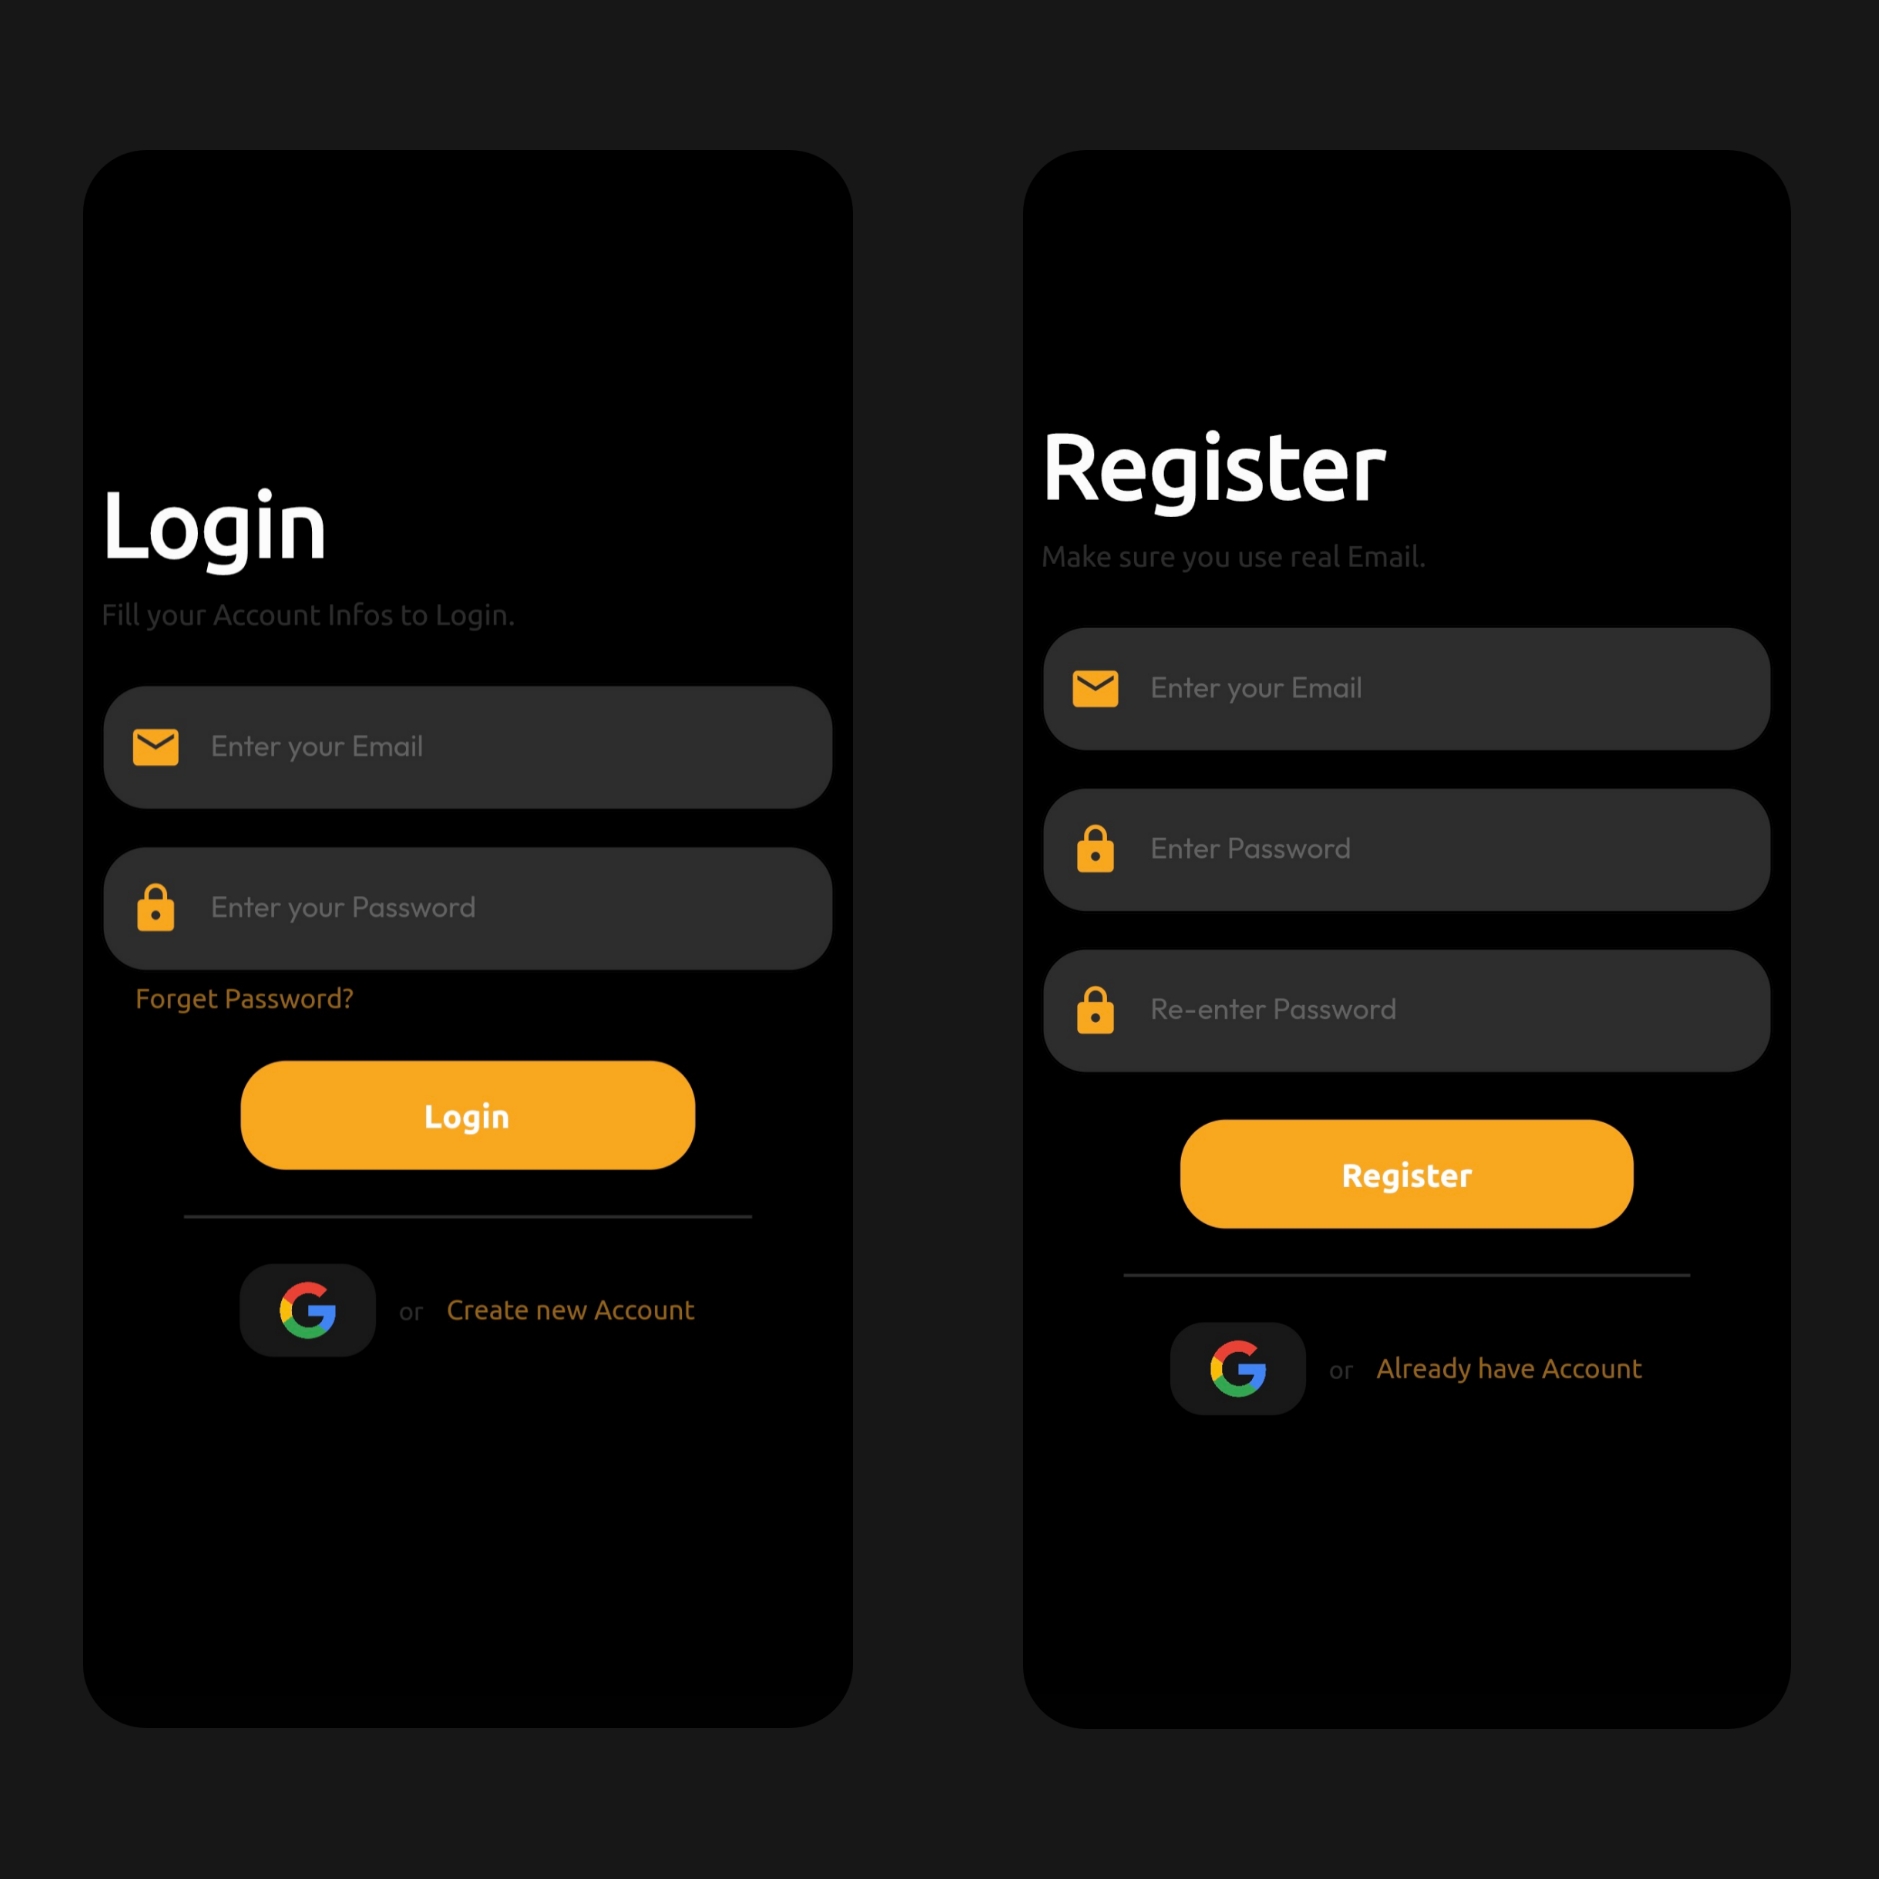 Login
Fill your Account Infos to Login.
Enter your Email
Enter your Password
Forget Password?
Login
or Create new Account
Register
Make sure you use real Email.
Enter your Email
Enter Password
Re-enter Password
Register
or Already have Account